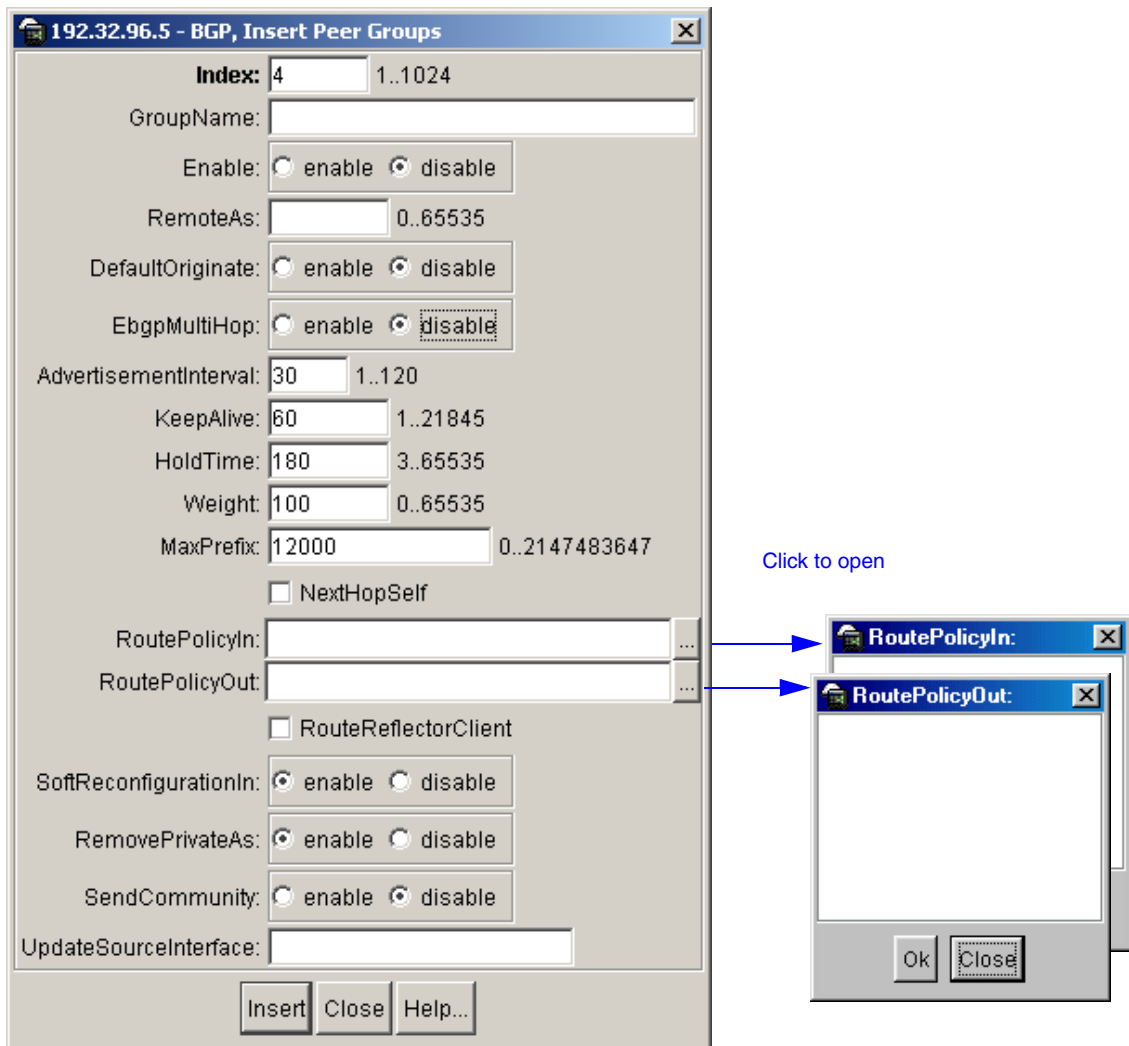 192.32.96.5 - BGP, Insert Peer Groups
Index: 4 1..1024
GroupName:
Enable: enable disable
RemoteAs: 0..65535
DefaultOriginate: enable disable
EbgpMultiHop: enable disable
AdvertisementInterval: 30 1..120
KeepAlive: 60 1..21845
HoldTime: 180 3..65535
Weight: 100 0..65535
MaxPrefix: 12000 0..2147483647
NextHopSelf
RoutePolicyIn: ...
RoutePolicyOut: ...
RouteReflectorClient
SoftReconfigurationIn: enable disable
RemovePrivateAs: enable disable
SendCommunity: enable disable
UpdateSourceInterface:
Insert Close Help...
Click to open
RoutePolicyIn:
RoutePolicyOut:
Ok Close